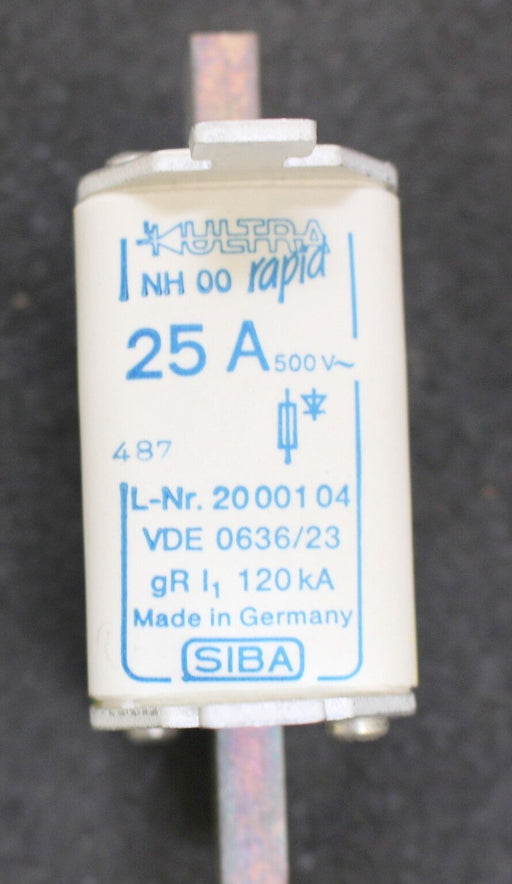 ULTRA
NH 00 rapid
25 A 500 V~
487
L-Nr. 20 001 04
VDE 0636/23
gR I₁ 120 kA
Made in Germany
SIBA